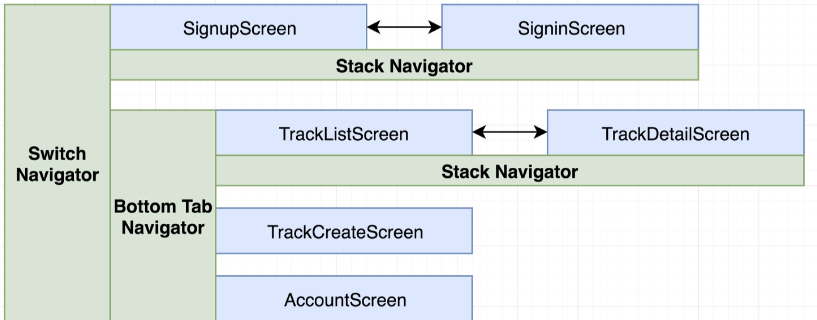 SignupScreen
SigninScreen
Stack Navigator
Switch
Navigator
TrackListScreen
TrackDetailScreen
Stack Navigator
Bottom Tab
Navigator
TrackCreateScreen
AccountScreen